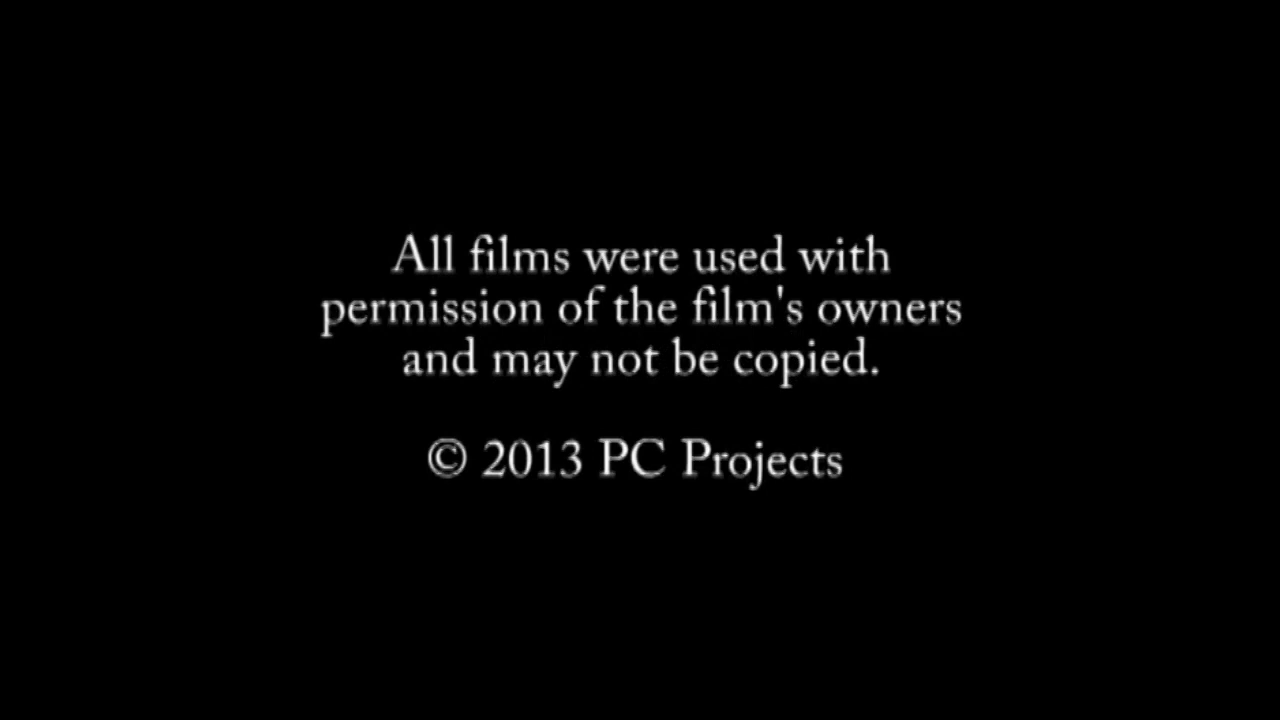 All films were used with
permission of the film's owners
and may not be copied.
© 2013 PC Projects